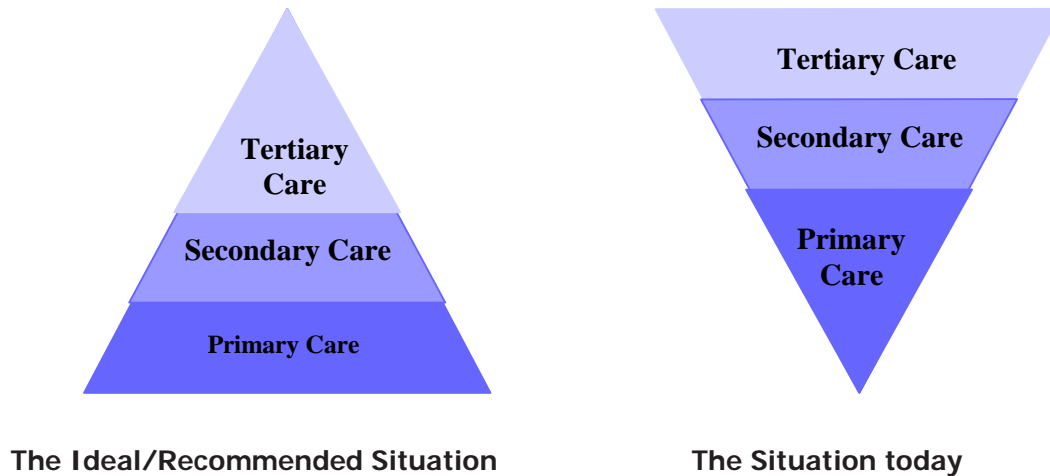 Tertiary
Care
Secondary Care
Primary Care
The Ideal/Recommended Situation
Tertiary Care
Secondary Care
Primary
Care
The Situation today